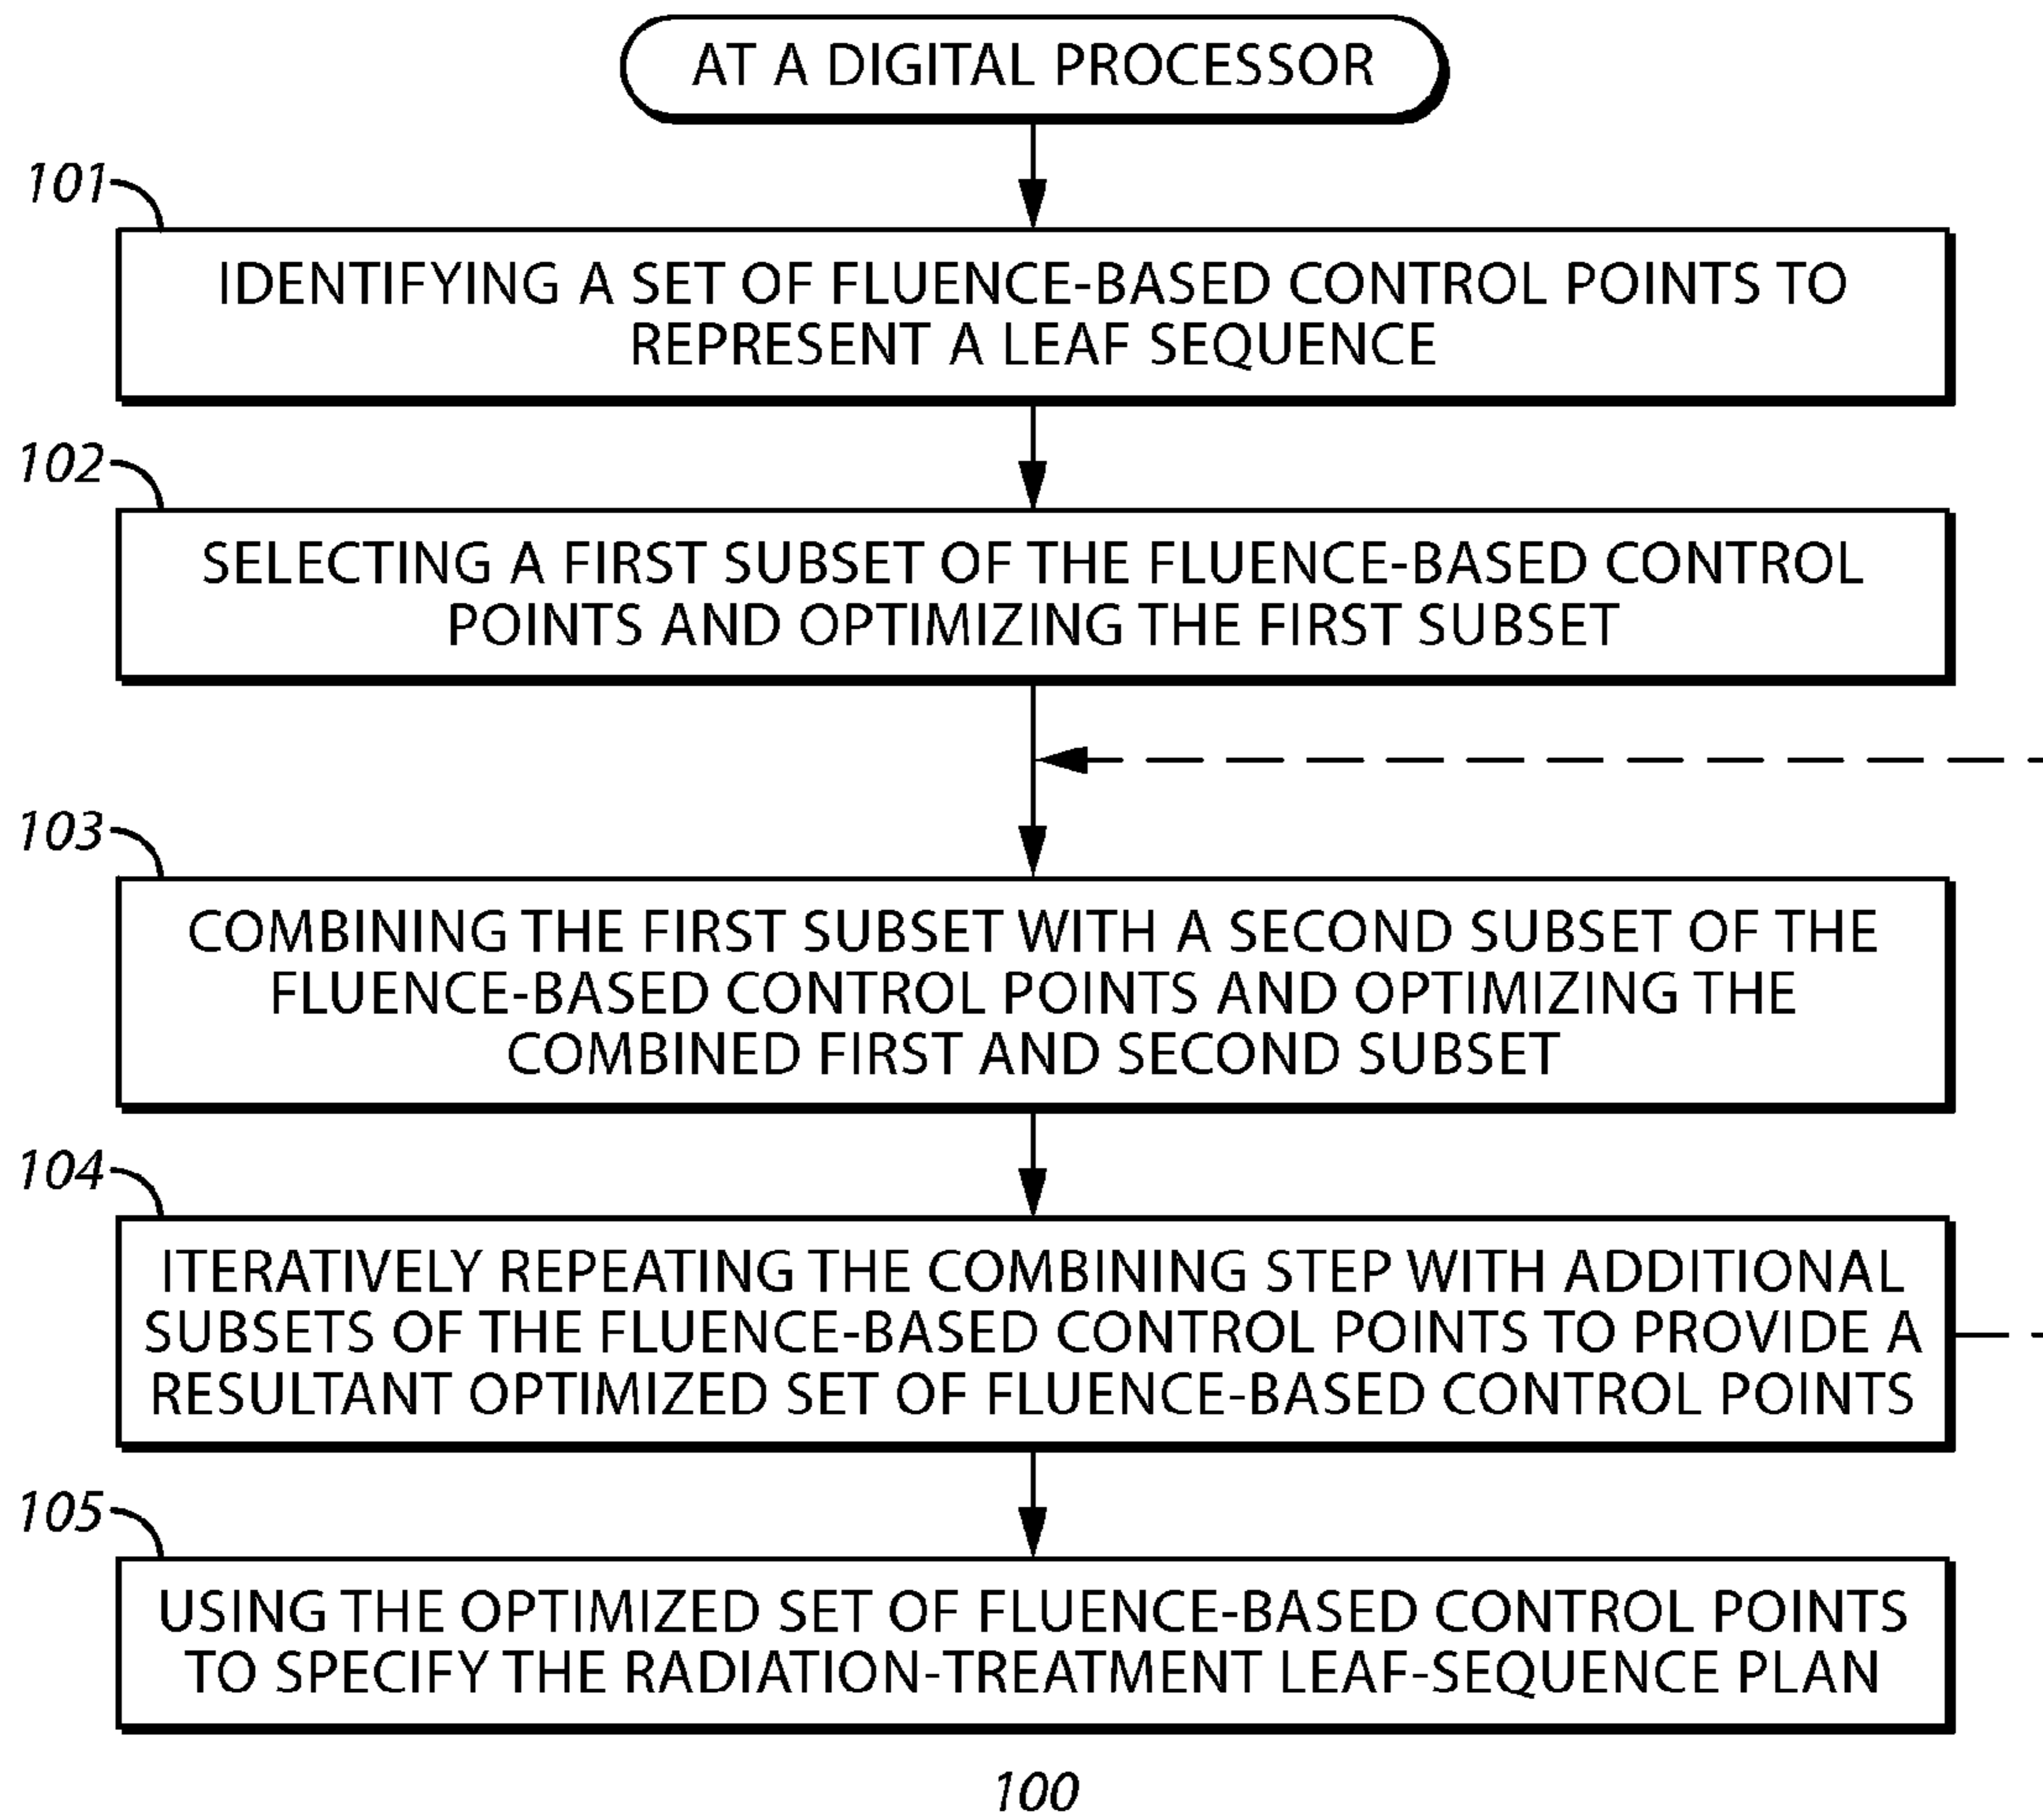 AT A DIGITAL PROCESSOR
101
IDENTIFYING A SET OF FLUENCE-BASED CONTROL POINTS TO
REPRESENT A LEAF SEQUENCE
102
SELECTING A FIRST SUBSET OF THE FLUENCE-BASED CONTROL
POINTS AND OPTIMIZING THE FIRST SUBSET
103
COMBINING THE FIRST SUBSET WITH A SECOND SUBSET OF THE
FLUENCE-BASED CONTROL POINTS AND OPTIMIZING THE
COMBINED FIRST AND SECOND SUBSET
104
ITERATIVELY REPEATING THE COMBINING STEP WITH ADDITIONAL
SUBSETS OF THE FLUENCE-BASED CONTROL POINTS TO PROVIDE A
RESULTANT OPTIMIZED SET OF FLUENCE-BASED CONTROL POINTS
105
USING THE OPTIMIZED SET OF FLUENCE-BASED CONTROL POINTS
TO SPECIFY THE RADIATION-TREATMENT LEAF-SEQUENCE PLAN
100